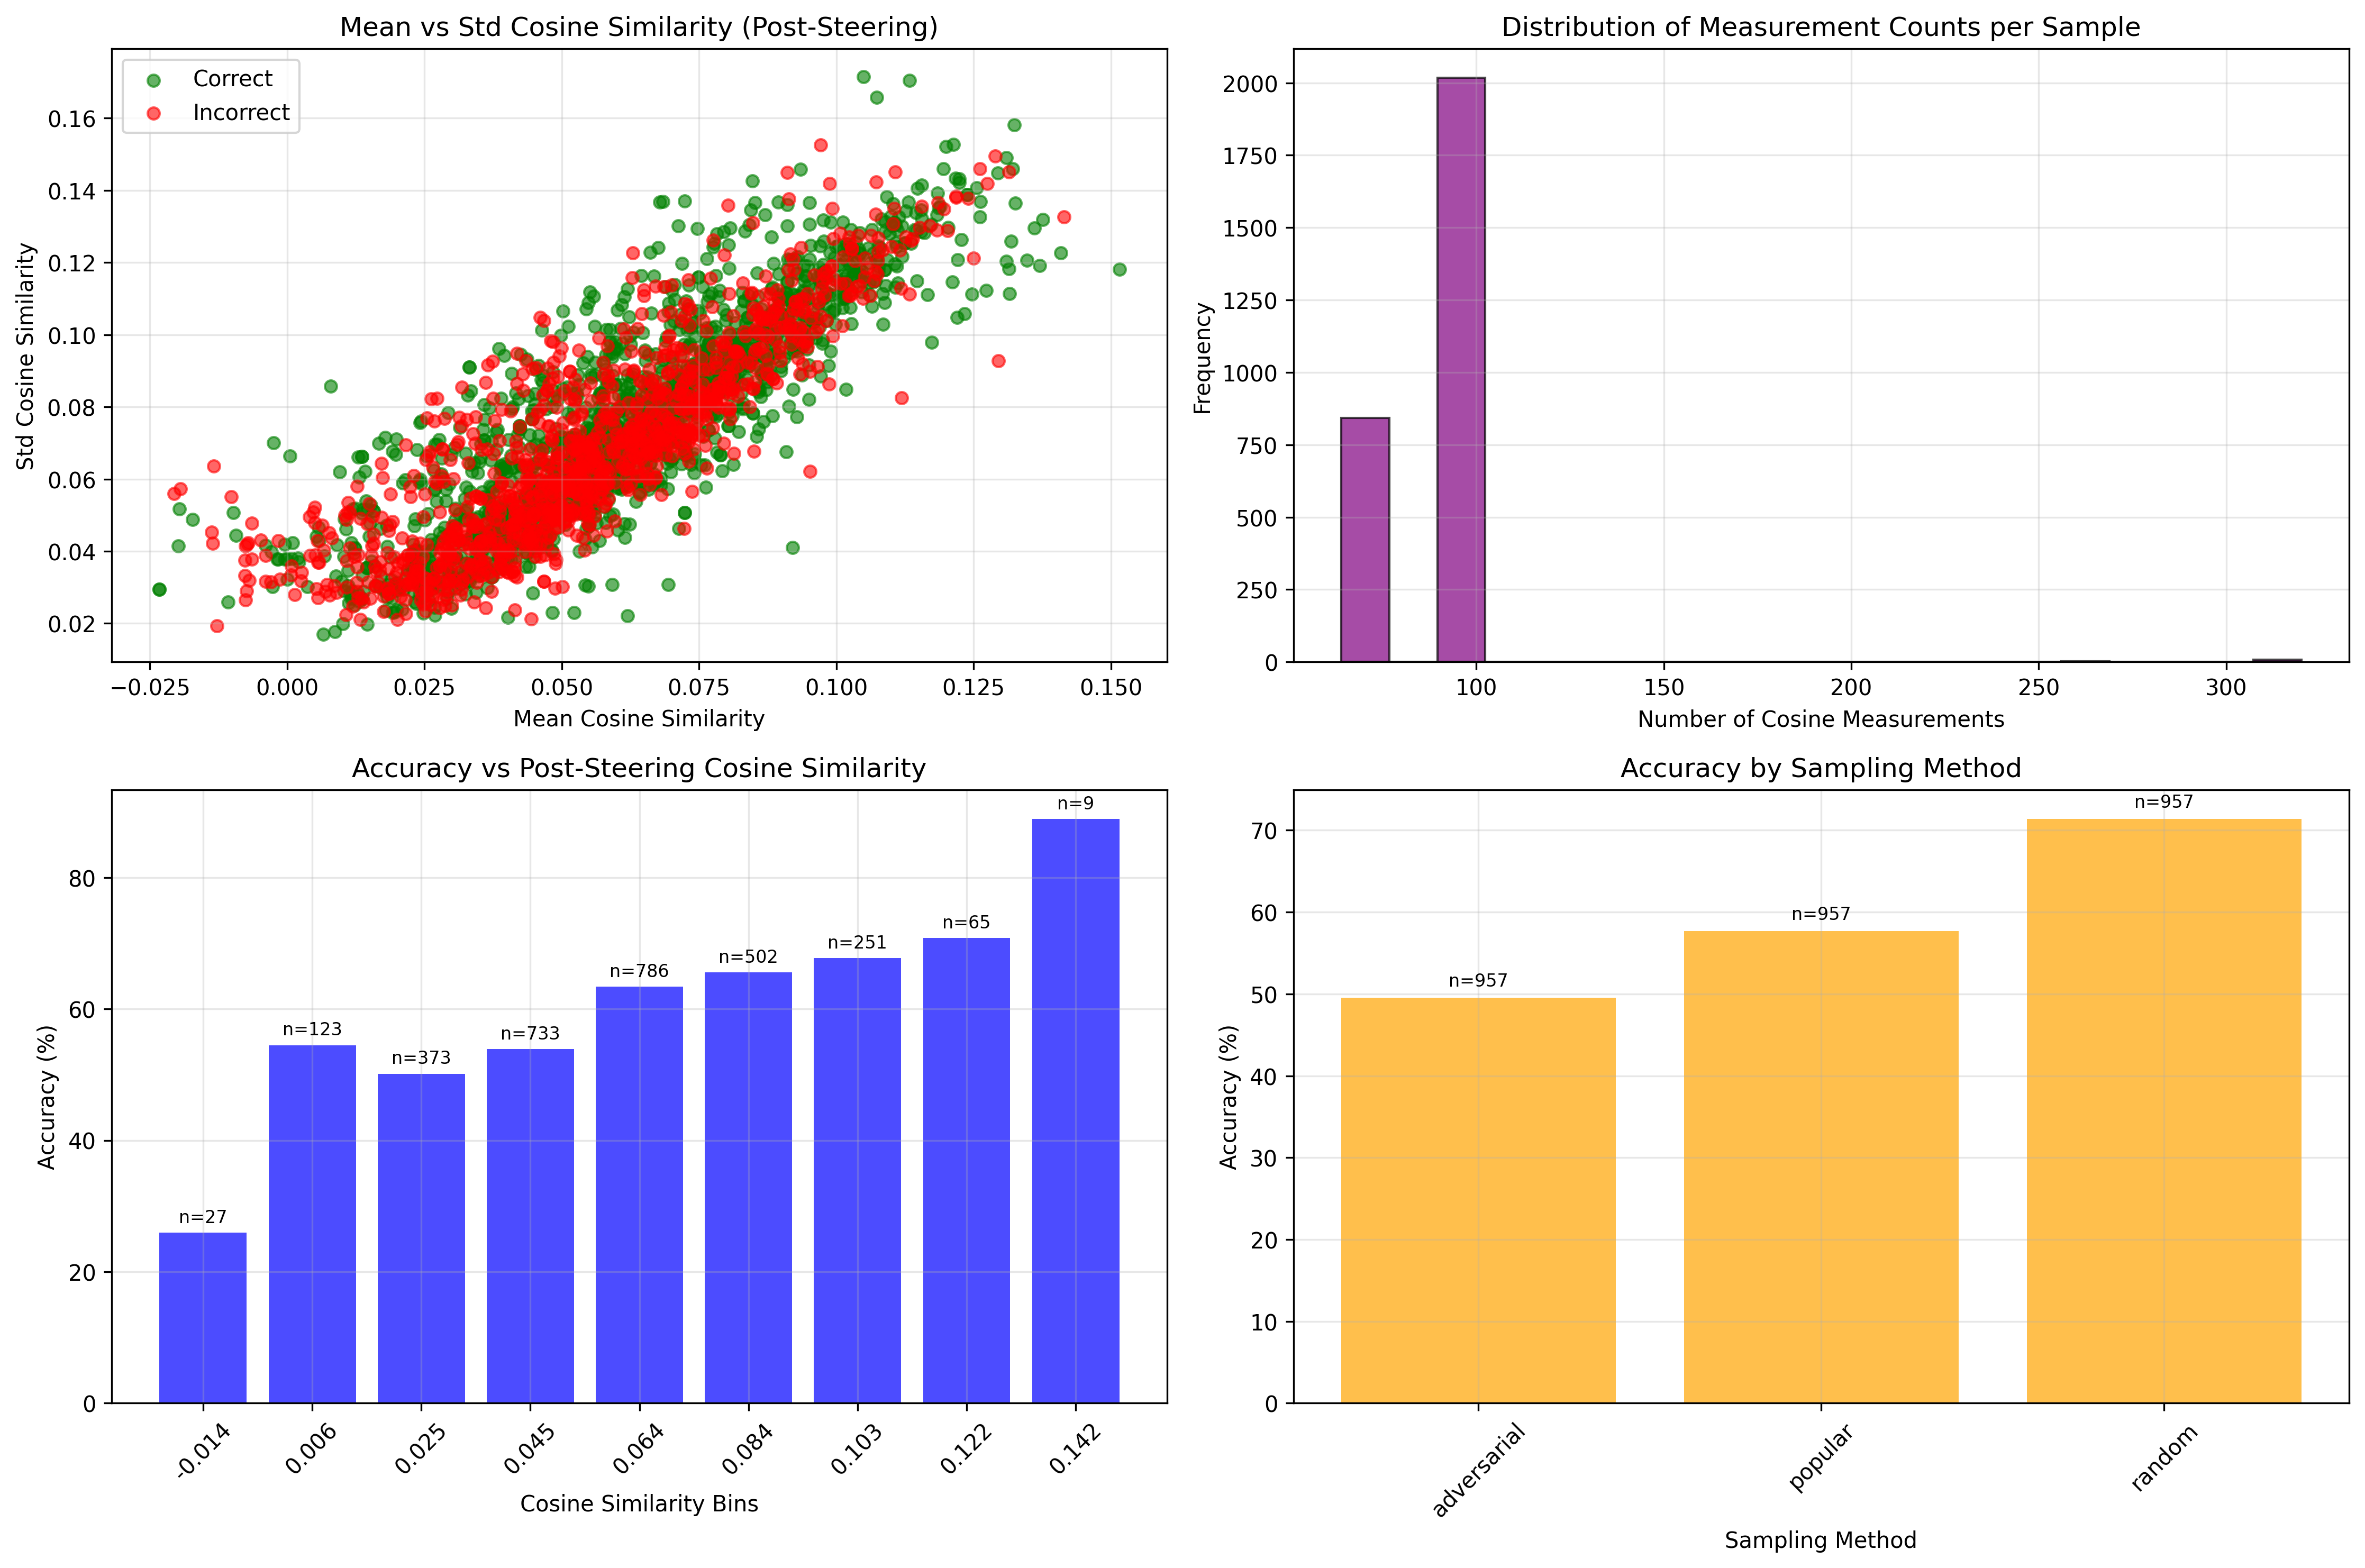 Mean vs Std Cosine Similarity (Post-Steering)
Correct
Incorrect
Std Cosine Similarity
0.16
0.14
0.12
0.10
0.08
0.06
0.04
0.02
−0.025 0.000 0.025 0.050 0.075 0.100 0.125 0.150
Mean Cosine Similarity
Distribution of Measurement Counts per Sample
Frequency
2000
1750
1500
1250
1000
750
500
250
0
100 150 200 250 300
Number of Cosine Measurements
Accuracy vs Post-Steering Cosine Similarity
Accuracy (%)
80
60
40
20
0
n=27 n=123 n=373 n=733 n=786 n=502 n=251 n=65 n=9
-0.014 0.006 0.025 0.045 0.064 0.084 0.103 0.122 0.142
Cosine Similarity Bins
Accuracy by Sampling Method
Accuracy (%)
70
60
50
40
30
20
10
0
n=957 n=957 n=957
adversarial popular random
Sampling Method